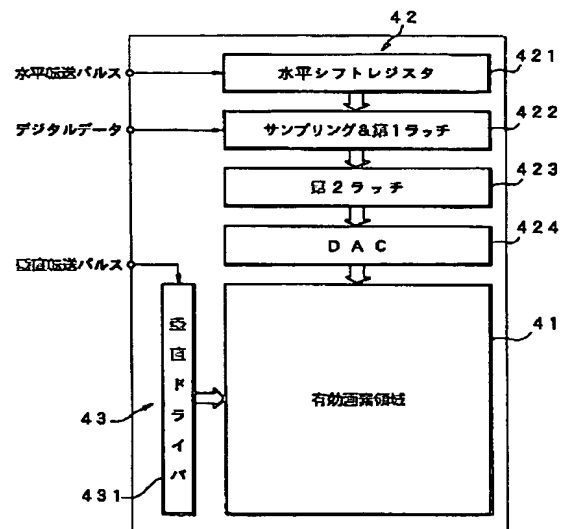 42
水平転送パルス
水平シフトレジスタ
421
デジタルデータ
サンプリング&第1ラッチ
422
第2ラッチ
423
DAC
424
垂直転送パルス
垂直ドライバ
有効画素領域
41
43
431